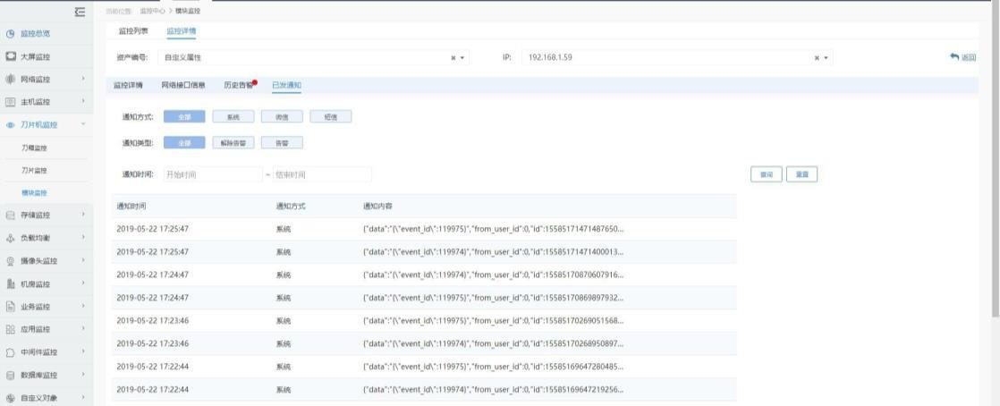 当前位置: 监控中心 > 模块监控
监控总览
大屏监控
网络监控
主机监控
刀片机监控
刀箱监控
刀片监控
模块监控
存储监控
负载均衡
摄像头监控
机房监控
业务监控
应用监控
中间件监控
数据库监控
自定义对象
监控列表 监控详情
资产编号: 自定义属性 IP: 192.168.1.59 返回
监控详情 网络接口信息 历史告警 已发通知
通知方式: 全部 系统 微信 短信
通知类型: 全部 解除告警 告警
通知时间: 开始时间 ~ 结束时间 查询 重置
通知时间 通知方式 通知内容
2019-05-22 17:25:47 系统 {"data":"{\"event_id\":119975}","from_user_id":0,"id":15585171471487650...
2019-05-22 17:25:47 系统 {"data":"{\"event_id\":119974}","from_user_id":0,"id":15585171471400013...
2019-05-22 17:24:47 系统 {"data":"{\"event_id\":119975}","from_user_id":0,"id":15585170870607916...
2019-05-22 17:24:47 系统 {"data":"{\"event_id\":119974}","from_user_id":0,"id":15585170869897932...
2019-05-22 17:23:46 系统 {"data":"{\"event_id\":119975}","from_user_id":0,"id":15585170269051568...
2019-05-22 17:23:46 系统 {"data":"{\"event_id\":119974}","from_user_id":0,"id":15585170268950897...
2019-05-22 17:22:44 系统 {"data":"{\"event_id\":119975}","from_user_id":0,"id":15585169647280485...
2019-05-22 17:22:44 系统 {"data":"{\"event_id\":119974}","from_user_id":0,"id":15585169647219256...